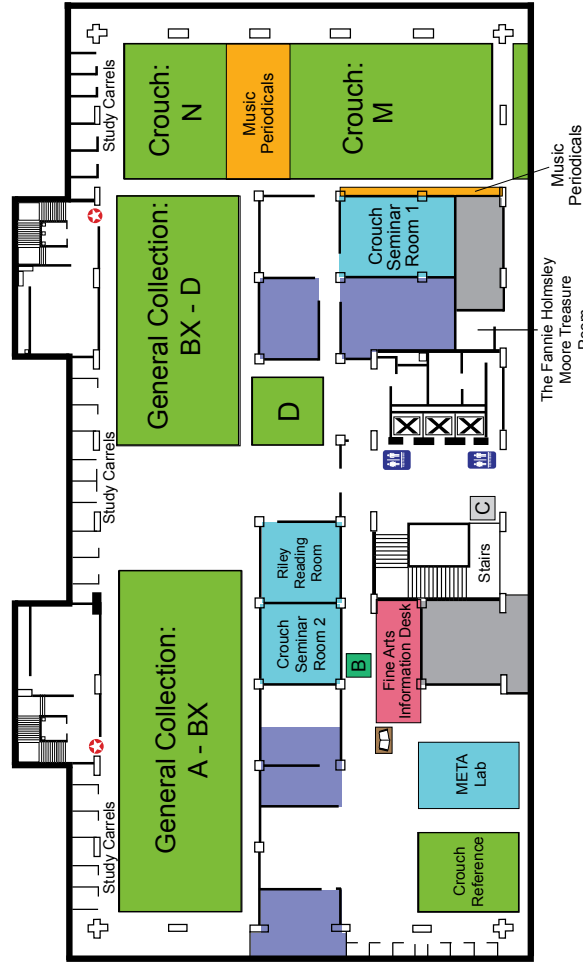 Study Carrels
Study Carrels
Study Carrels
General Collection:
A - BX
General Collection:
BX - D
Crouch:
N
Music
Periodicals
Crouch:
M
Crouch
Seminar
Room 2
Riley
Reading
Room
D
Crouch
Seminar
Room 1
B
Fine Arts
Information Desk
Crouch
Reference
META
Lab
Stairs
C
The Fannie Holmsley
Moore Treasure
Room
Music
Periodicals